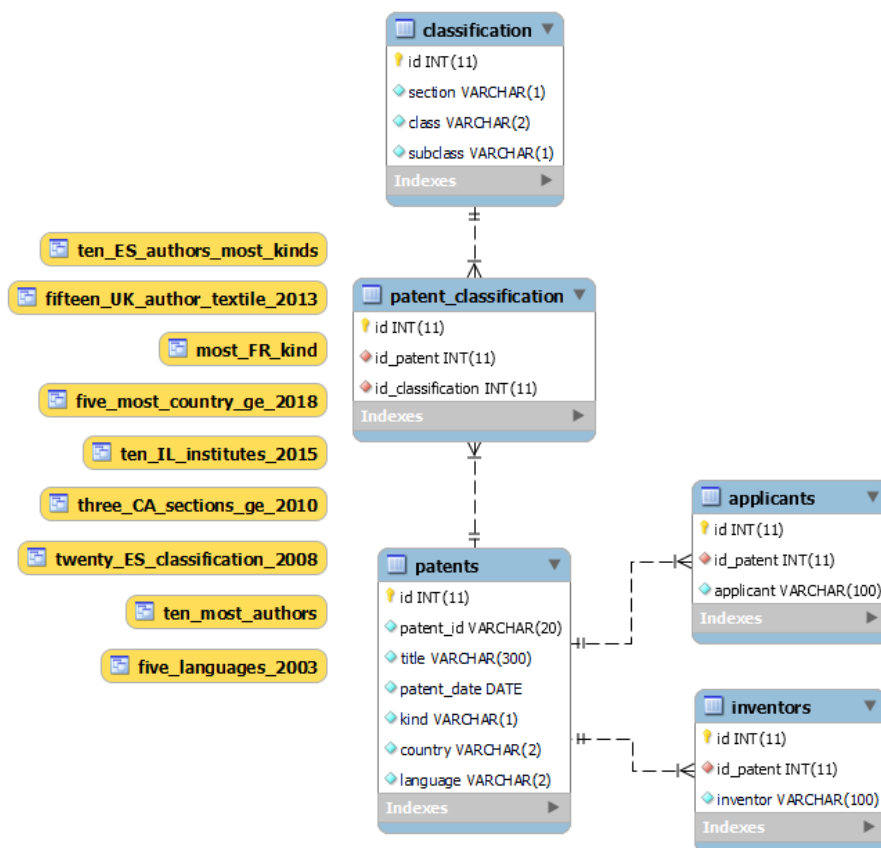 classification
id INT(11)
section VARCHAR(1)
class VARCHAR(2)
subclass VARCHAR(1)
Indexes
ten_ES_authors_most_kinds
fifteen_UK_author_textile_2013
most_FR_kind
five_most_country_ge_2018
ten_IL_institutes_2015
three_CA_sections_ge_2010
twenty_ES_classification_2008
ten_most_authors
five_languages_2003
patent_classification
id INT(11)
id_patent INT(11)
id_classification INT(11)
Indexes
patents
id INT(11)
patent_id VARCHAR(20)
title VARCHAR(300)
patent_date DATE
kind VARCHAR(1)
country VARCHAR(2)
language VARCHAR(2)
Indexes
applicants
id INT(11)
id_patent INT(11)
applicant VARCHAR(100)
Indexes
inventors
id INT(11)
id_patent INT(11)
inventor VARCHAR(100)
Indexes